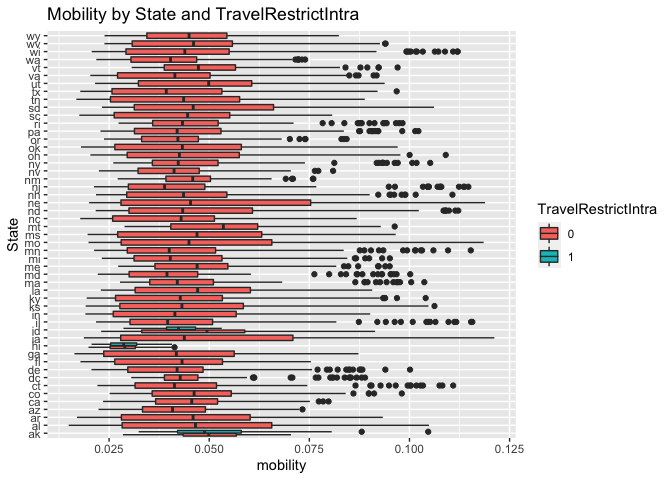 Mobility by State and TravelRestrictIntra
wy
wv
wi
wa
vt
va
ut
tx
tn
sd
sc
ri
pa
or
ok
oh
ny
nv
nm
nj
nh
ne
nd
nc
mt
ms
mo
mn
mi
me
md
ma
la
ky
ks
in
il
id
ia
hi
ga
fl
de
dc
ct
co
ca
az
ar
al
ak
State
0.025 0.050 0.075 0.100 0.125
mobility
TravelRestrictIntra
0
1